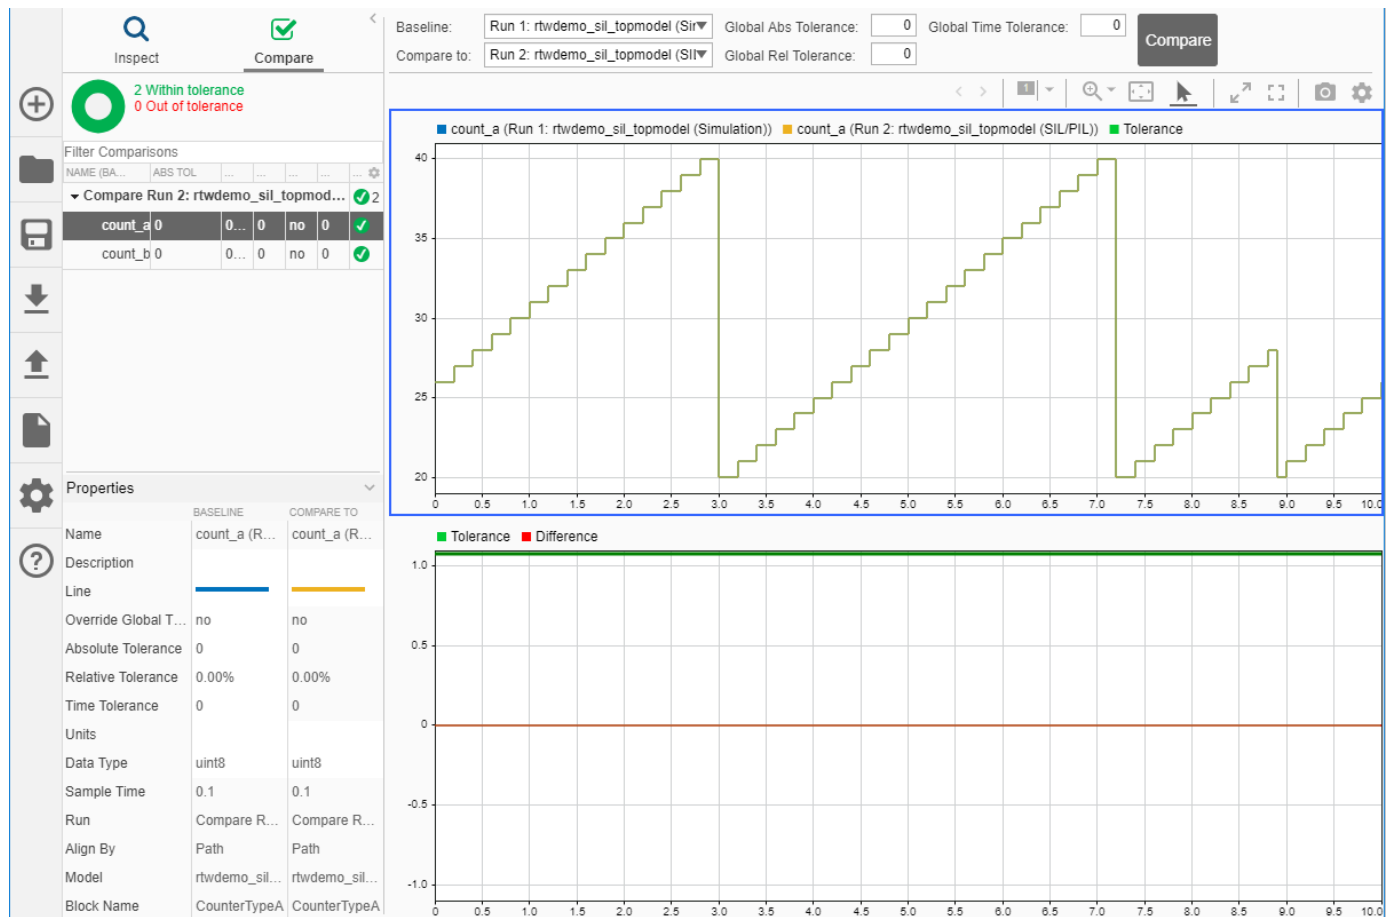 Inspect
Compare
Baseline:
Run 1: rtwdemo_sil_topmodel (Sir
Global Abs Tolerance:
0
Global Time Tolerance:
0
Compare
Compare to:
Run 2: rtwdemo_sil_topmodel (SII
Global Rel Tolerance:
0
2 Within tolerance
0 Out of tolerance
Filter Comparisons
NAME (BA... ABS TOL ... ... ... ... ...
Compare Run 2: rtwdemo_sil_topmod... 2
count_a 0 0... 0 no 0
count_b 0 0... 0 no 0
1
count_a (Run 1: rtwdemo_sil_topmodel (Simulation)) count_a (Run 2: rtwdemo_sil_topmodel (SIL/PIL)) Tolerance
40
35
30
25
20
0 0.5 1.0 1.5 2.0 2.5 3.0 3.5 4.0 4.5 5.0 5.5 6.0 6.5 7.0 7.5 8.0 8.5 9.0 9.5 10.0
Properties
BASELINE COMPARE TO
Name count_a (R... count_a (R...
Description
Line
Override Global T... no no
Absolute Tolerance 0 0
Relative Tolerance 0.00% 0.00%
Time Tolerance 0 0
Units
Data Type uint8 uint8
Sample Time 0.1 0.1
Run Compare R... Compare R...
Align By Path Path
Model rtwdemo_sil... rtwdemo_sil...
Block Name CounterTypeA CounterTypeA
Tolerance Difference
1.0
0.5
0
-0.5
-1.0
0 0.5 1.0 1.5 2.0 2.5 3.0 3.5 4.0 4.5 5.0 5.5 6.0 6.5 7.0 7.5 8.0 8.5 9.0 9.5 10.0
?